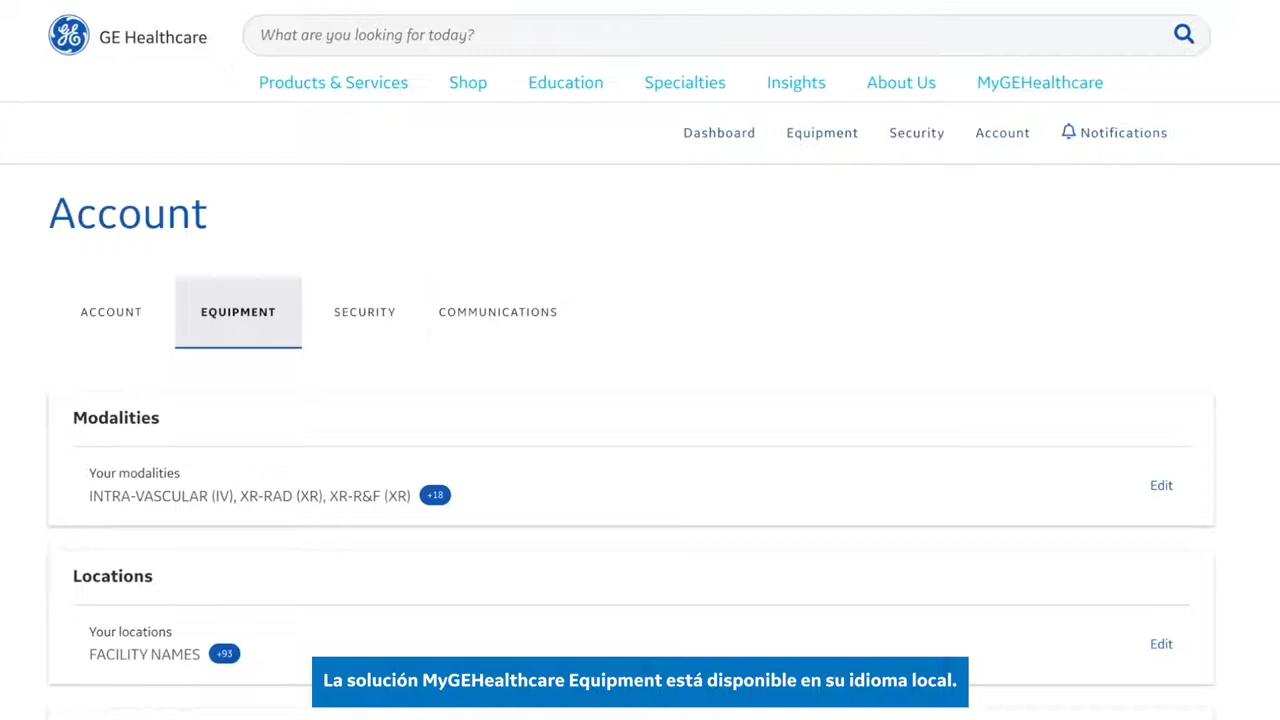 GE Healthcare
What are you looking for today?
Products & Services Shop Education Specialties Insights About Us MyGEHealthcare
Dashboard Equipment Security Account Notifications
Account
ACCOUNT EQUIPMENT SECURITY COMMUNICATIONS
Modalities
Your modalities
INTRA-VASCULAR (IV), XR-RAD (XR), XR-R&F (XR) +18
Edit
Locations
Your locations
FACILITY NAMES +93
Edit
La solución MyGEHealthcare Equipment está disponible en su idioma local.